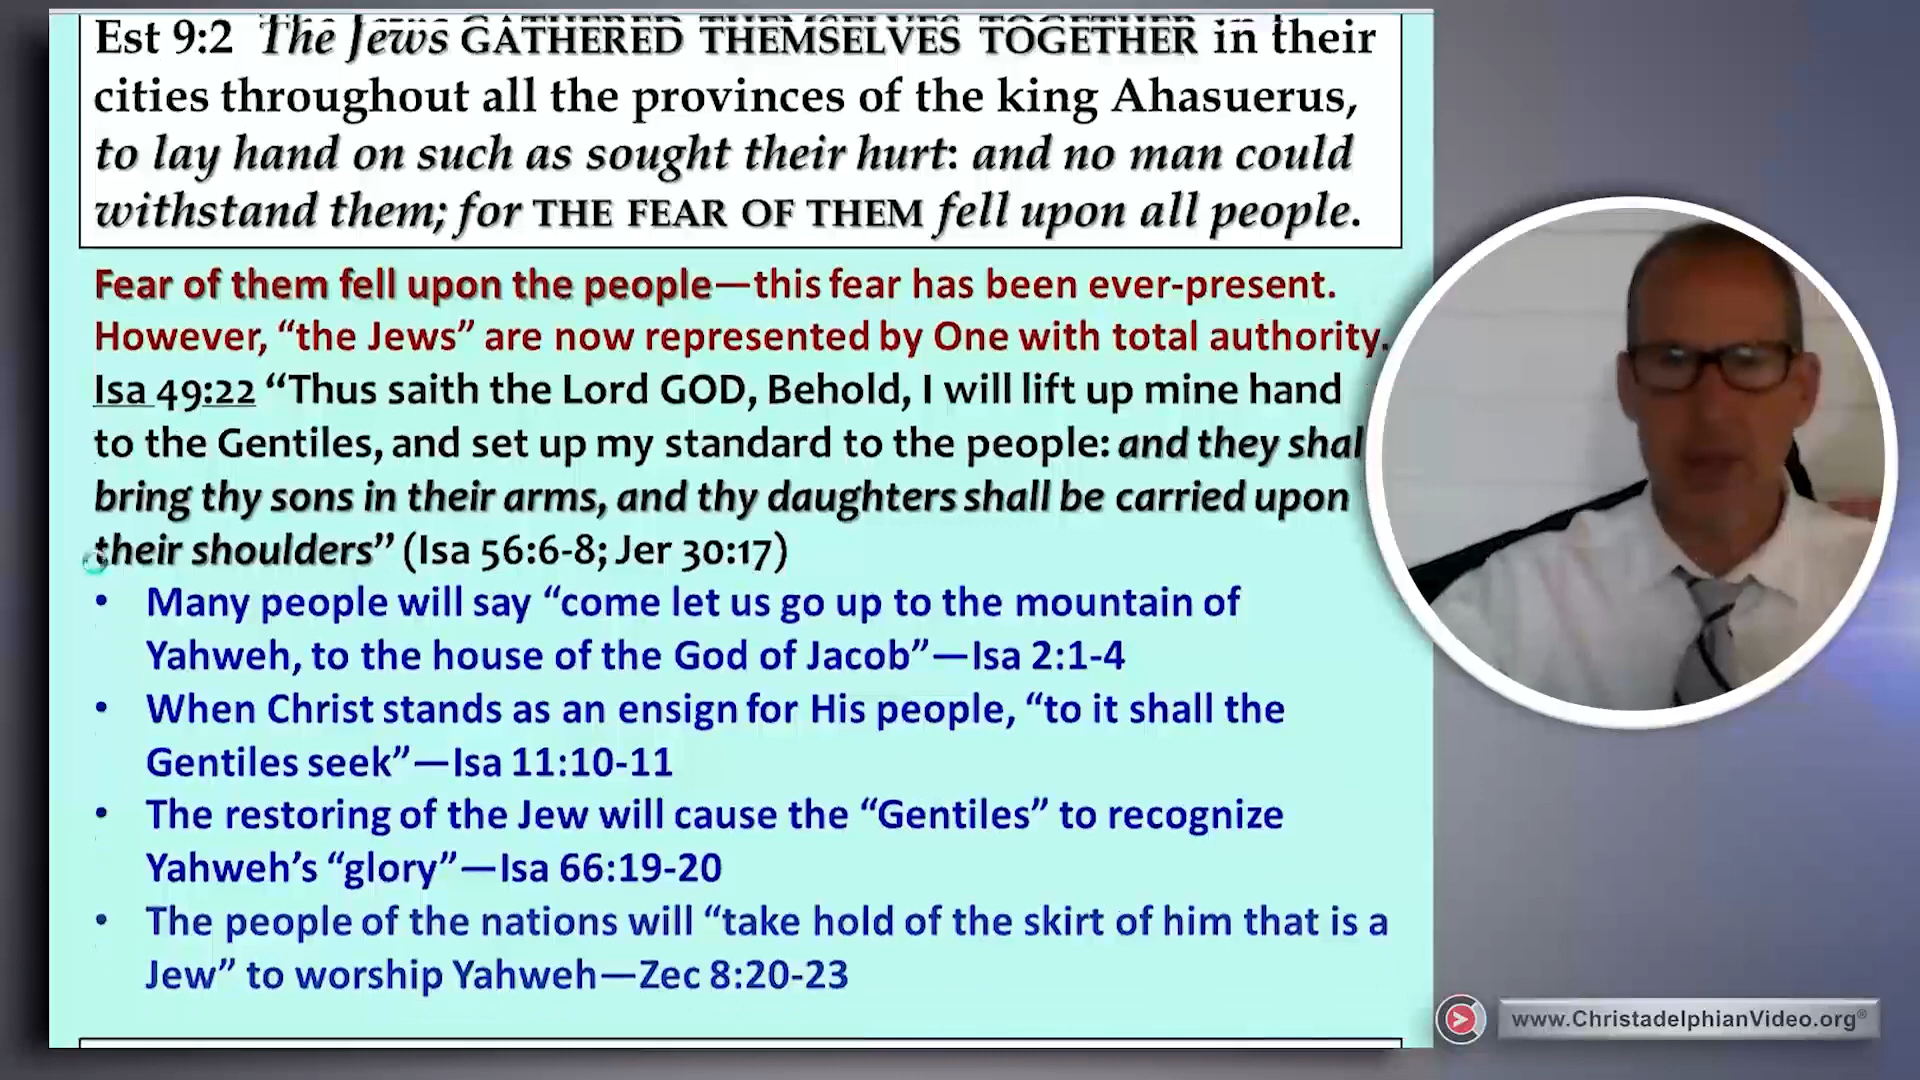 Est 9:2 The Jews GATHERED THEMSELVES TOGETHER in their
cities throughout all the provinces of the king Ahasuerus,
to lay hand on such as sought their hurt: and no man could
withstand them; for THE FEAR OF THEM fell upon all people.
Fear of them fell upon the people—this fear has been ever-present.
However, “the Jews” are now represented by One with total authority.
Isa 49:22 “Thus saith the Lord GOD, Behold, I will lift up mine hand
to the Gentiles, and set up my standard to the people: and they shal
bring thy sons in their arms, and thy daughters shall be carried upon
their shoulders” (Isa 56:6-8; Jer 30:17)
• Many people will say “come let us go up to the mountain of
Yahweh, to the house of the God of Jacob”—Isa 2:1-4
• When Christ stands as an ensign for His people, “to it shall the
Gentiles seek”—Isa 11:10-11
• The restoring of the Jew will cause the “Gentiles” to recognize
Yahweh’s “glory”—Isa 66:19-20
• The people of the nations will “take hold of the skirt of him that is a
Jew” to worship Yahweh—Zec 8:20-23
www.ChristadelphianVideo.org®